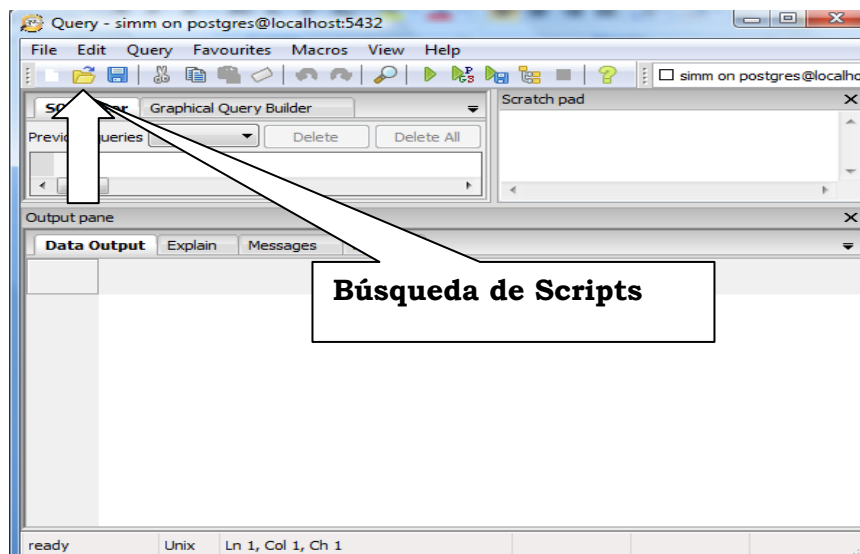 Query - simm on postgres@localhost:5432
File Edit Query Favourites Macros View Help
simm on postgres@localho
Graphical Query Builder
Scratch pad
Delete Delete All
Output pane
Data Output Explain Messages
Búsqueda de Scripts
ready Unix Ln 1, Col 1, Ch 1